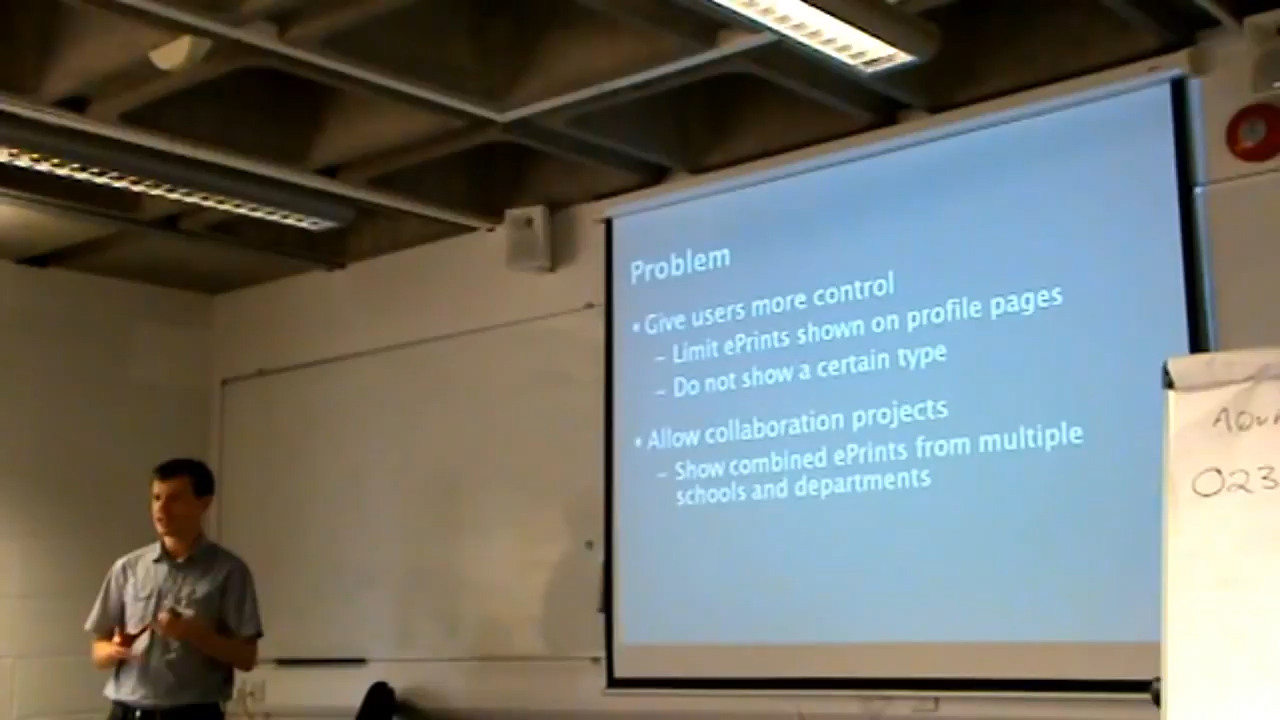 Problem
• Give users more control
– Limit ePrints shown on profile pages
– Do not show a certain type
• Allow collaboration projects
– Show combined ePrints from multiple
schools and departments
023